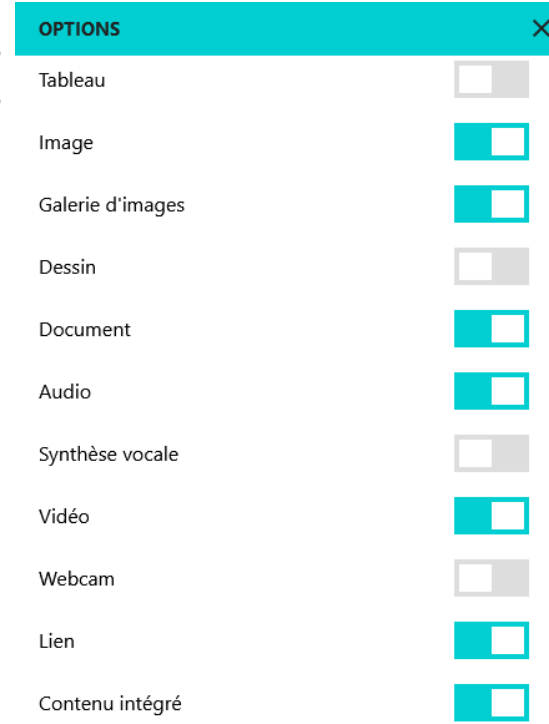 OPTIONS
Tableau
Image
Galerie d'images
Dessin
Document
Audio
Synthèse vocale
Vidéo
Webcam
Lien
Contenu intégré